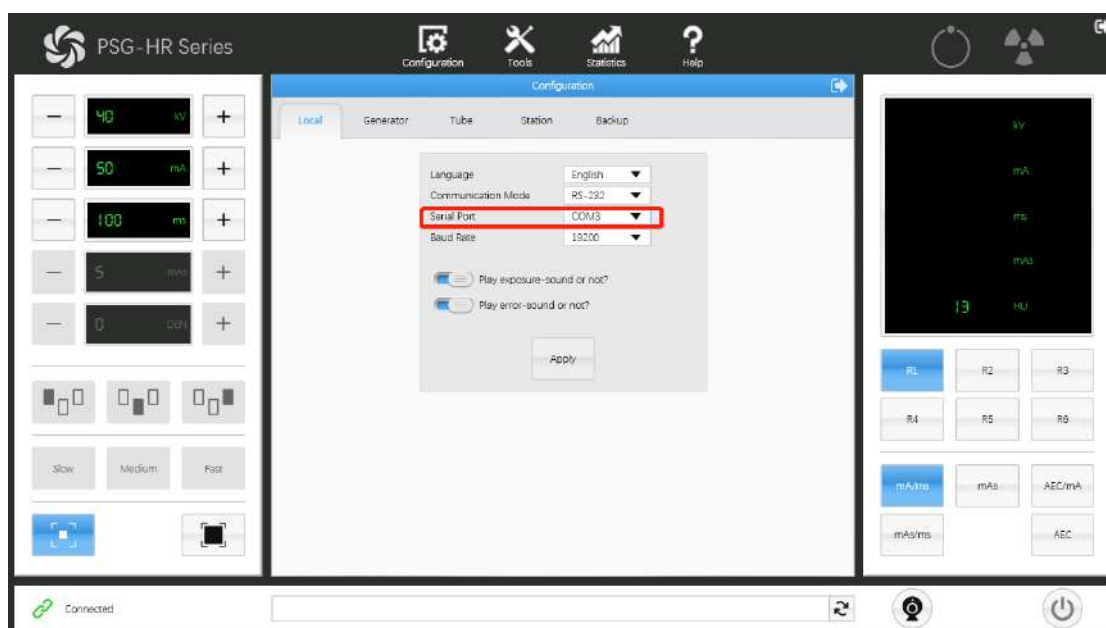 PSG-HR Series
Configuration
Tools
Statistics
Help
Configuration
Local
Generator
Tube
Station
Backup
40 kV
50 mA
100 ms
5 mAs
0 DEN
Language English
Communication Mode RS-232
Serial Port COM3
Baud Rate 19200
Play exposure-sound or not?
Play error-sound or not?
Apply
Slow
Medium
Fast
kV
mA
ms
mAs
13 HU
R1
R2
R3
R4
R5
R6
mA/ms
mAs
AEC/mA
mAs/ms
AEC
Connected